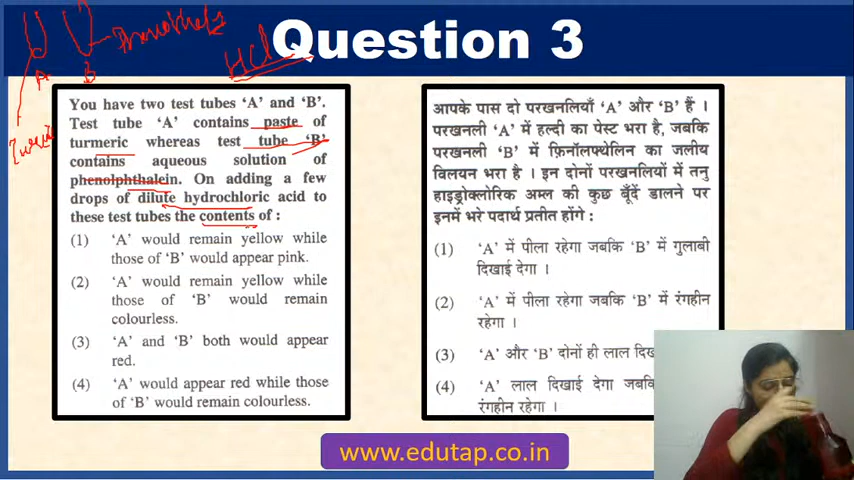 Question 3
HCl
A
B
You have two test tubes ‘A’ and ‘B’.
Test tube ‘A’ contains paste of
turmeric whereas test tube ‘B’
contains aqueous solution of
phenolphthalein. On adding a few
drops of dilute hydrochloric acid to
these test tubes the contents of :
(1) ‘A’ would remain yellow while
those of ‘B’ would appear pink.
(2) ‘A’ would remain yellow while
those of ‘B’ would remain
colourless.
(3) ‘A’ and ‘B’ both would appear
red.
(4) ‘A’ would appear red while those
of ‘B’ would remain colourless.
आपके पास दो परखनलियाँ ‘A’ और ‘B’ हैं ।
परखनली ‘A’ में हल्दी का पेस्ट भरा है, जबकि
परखनली ‘B’ में फ़िनॉलफ्थेलिन का जलीय
विलयन भरा है । इन दोनों परखनलियों में तनु
हाइड्रोक्लोरिक अम्ल की कुछ बूँदें डालने पर
इनमें भरे पदार्थ प्रतीत होंगे :
(1) ‘A’ में पीला रहेगा जबकि ‘B’ में गुलाबी
दिखाई देगा ।
(2) ‘A’ में पीला रहेगा जबकि ‘B’ में रंगहीन
रहेगा ।
(3) ‘A’ और ‘B’ दोनों ही लाल
(4) ‘A’ लाल दिखाई देगा
रंगहीन रहेगा ।
www.edutap.co.in